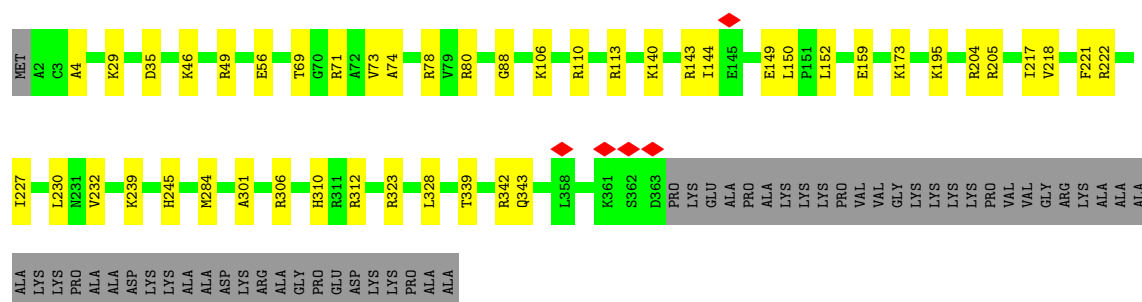 MET A2 C3 A4 K29 D35 K46 R49 E56 T69 G70 R71 A72 V73 A74 R78 V79 R80 G88 K106 R110 R113 K140 R143 I144 E145 E149 L150 P151 L152 E159 K173 K195 R204 R205 I217 V218 F221 R222
I227 L230 N231 V232 K239 H245 M284 A301 R306 H310 R311 R312 R323 L328 T339 R342 Q343 L358 K361 S362 D363 PRO LYS GLU ALA PRO ALA LYS LYS LYS PRO VAL VAL GLY LYS LYS LYS LYS PRO VAL VAL GLY ARG LYS ALA ALA ALA
ALA LYS LYS PRO ALA ALA ASP LYS LYS ALA ALA ASP LYS ARG ALA GLY PRO GLU ASP LYS LYS PRO ALA ALA